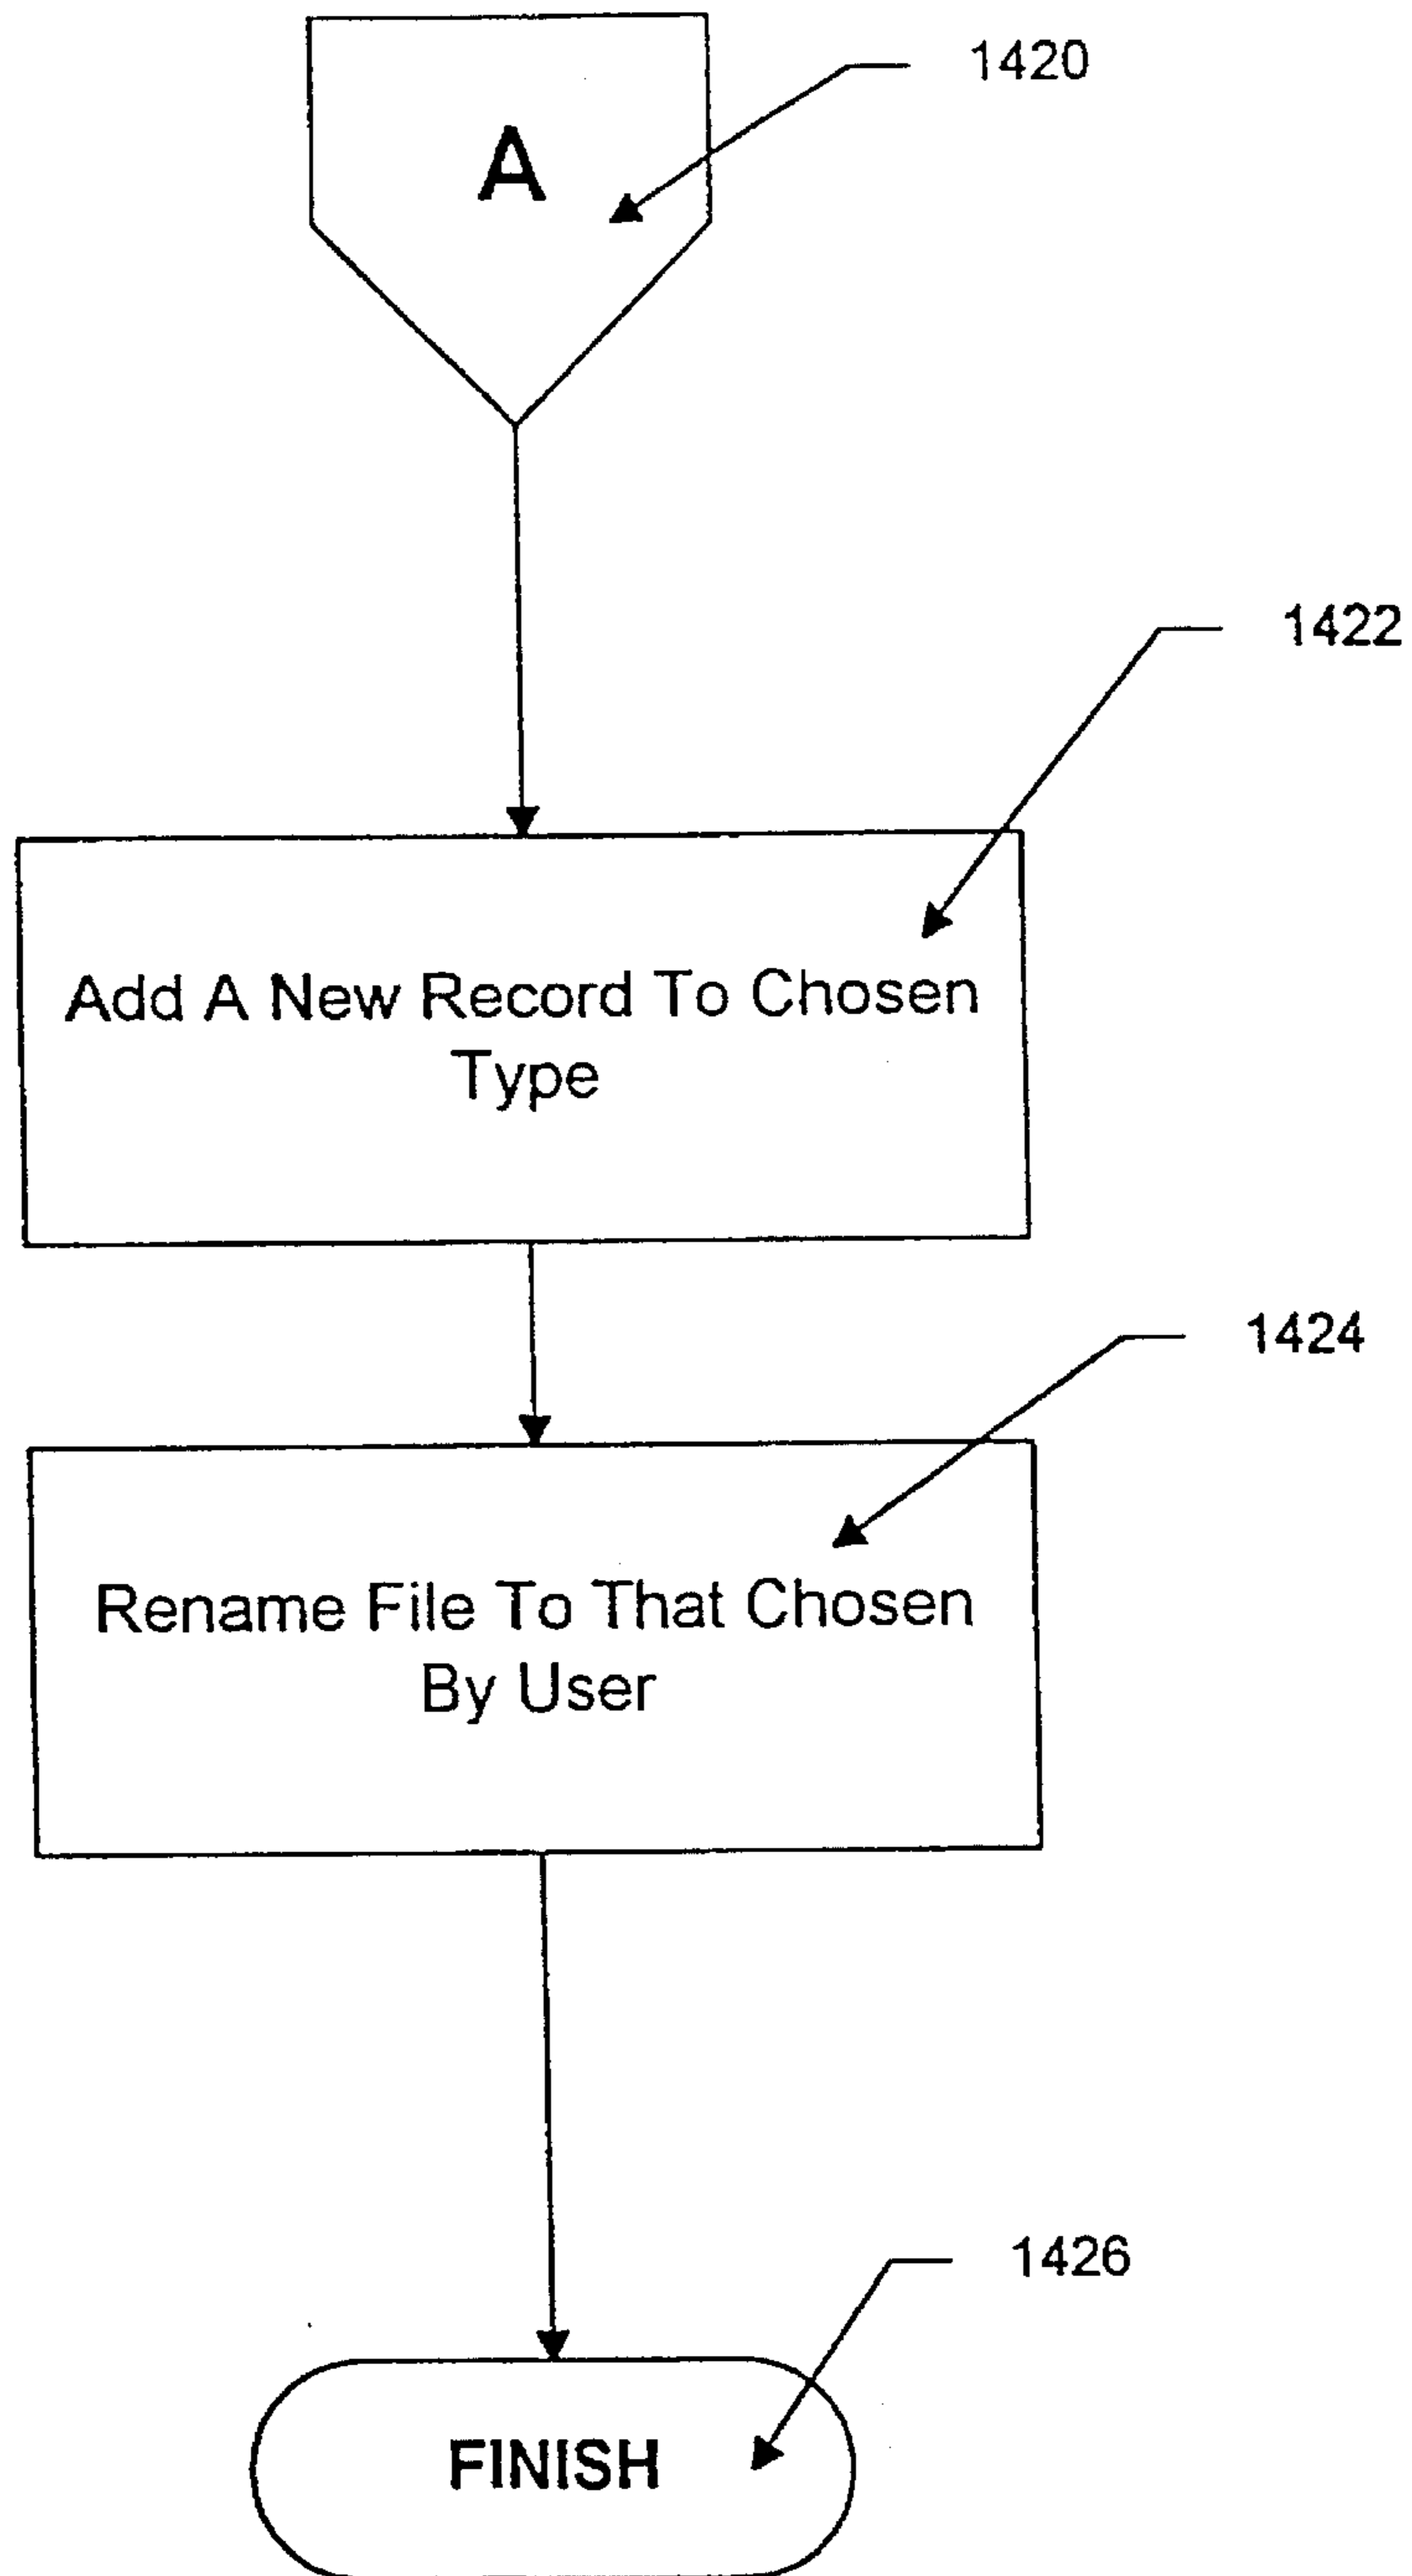 1420
A
1422
Add A New Record To Chosen
Type
1424
Rename File To That Chosen
By User
1426
FINISH